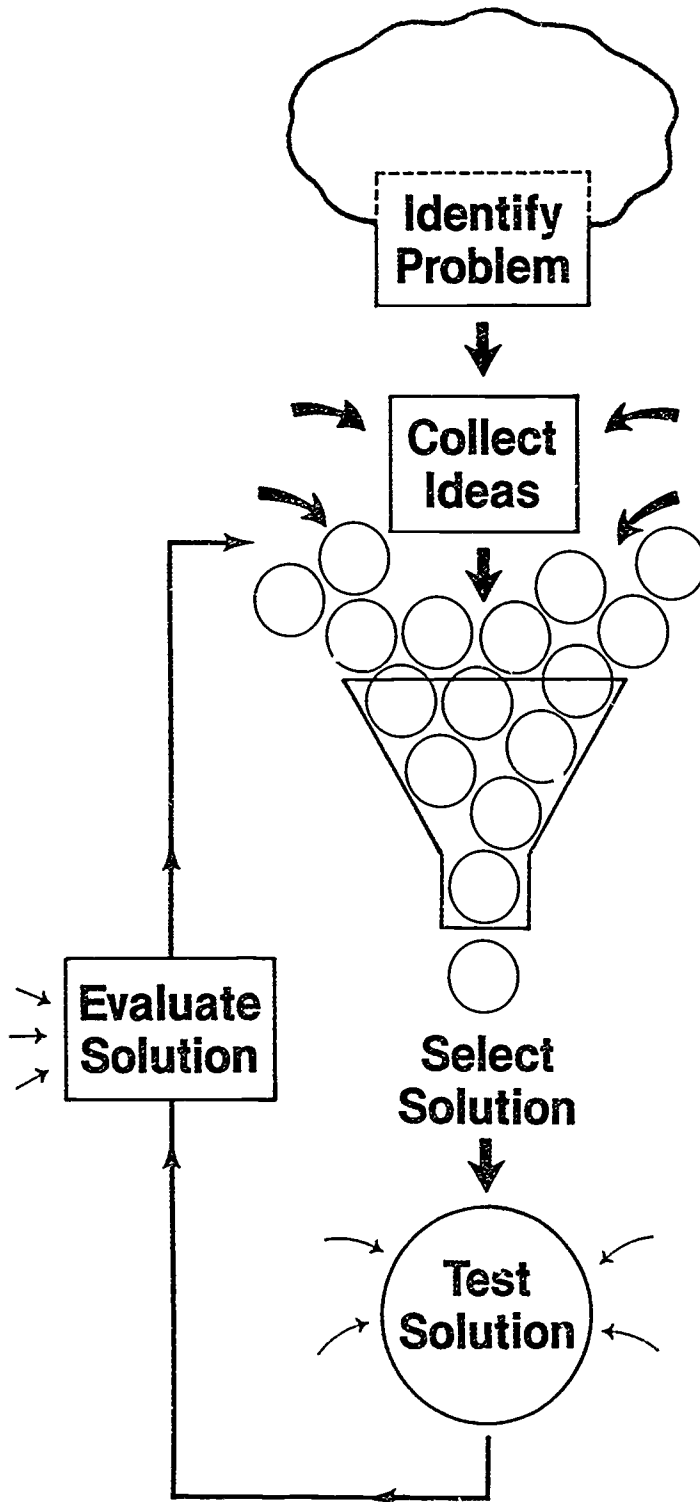 Identify
Problem
Collect
Ideas
Evaluate
Solution
Select
Solution
Test
Solution